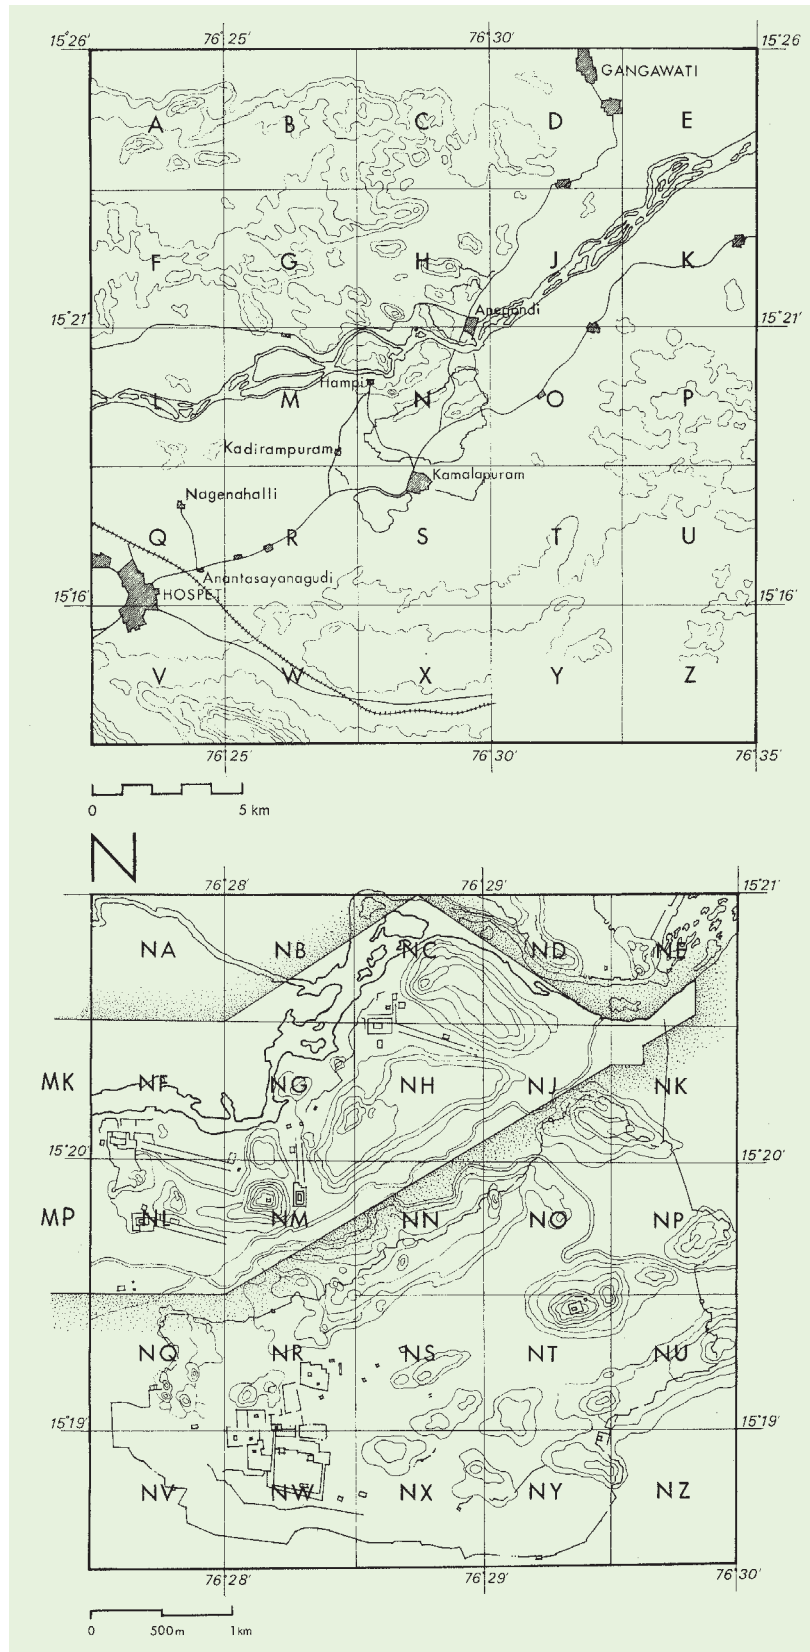 15°26' 76°25' 76°30' 15°26
GANGAWATI
A B C D E
F G H J K
15°21' Anegondi 15°21'
Hampi
L M N O P
Kadirampuram
Kamalapuram
Nagenahalli
Q R S T U
Anantasayanagudi
15°16' HOSPET 15°16'
V W X Y Z
76°25' 76°30' 76°35'
0 5 km
N
76°28' 76°29' 15°21'
NA NB NC ND NE
MK NF NG NH NJ NK
15°20' 15°20'
MP NL NM NN NO NP
NQ NR NS NT NU
15°19' 15°19'
NV NW NX NY NZ
76°28' 76°29' 76°30'
0 500m 1km